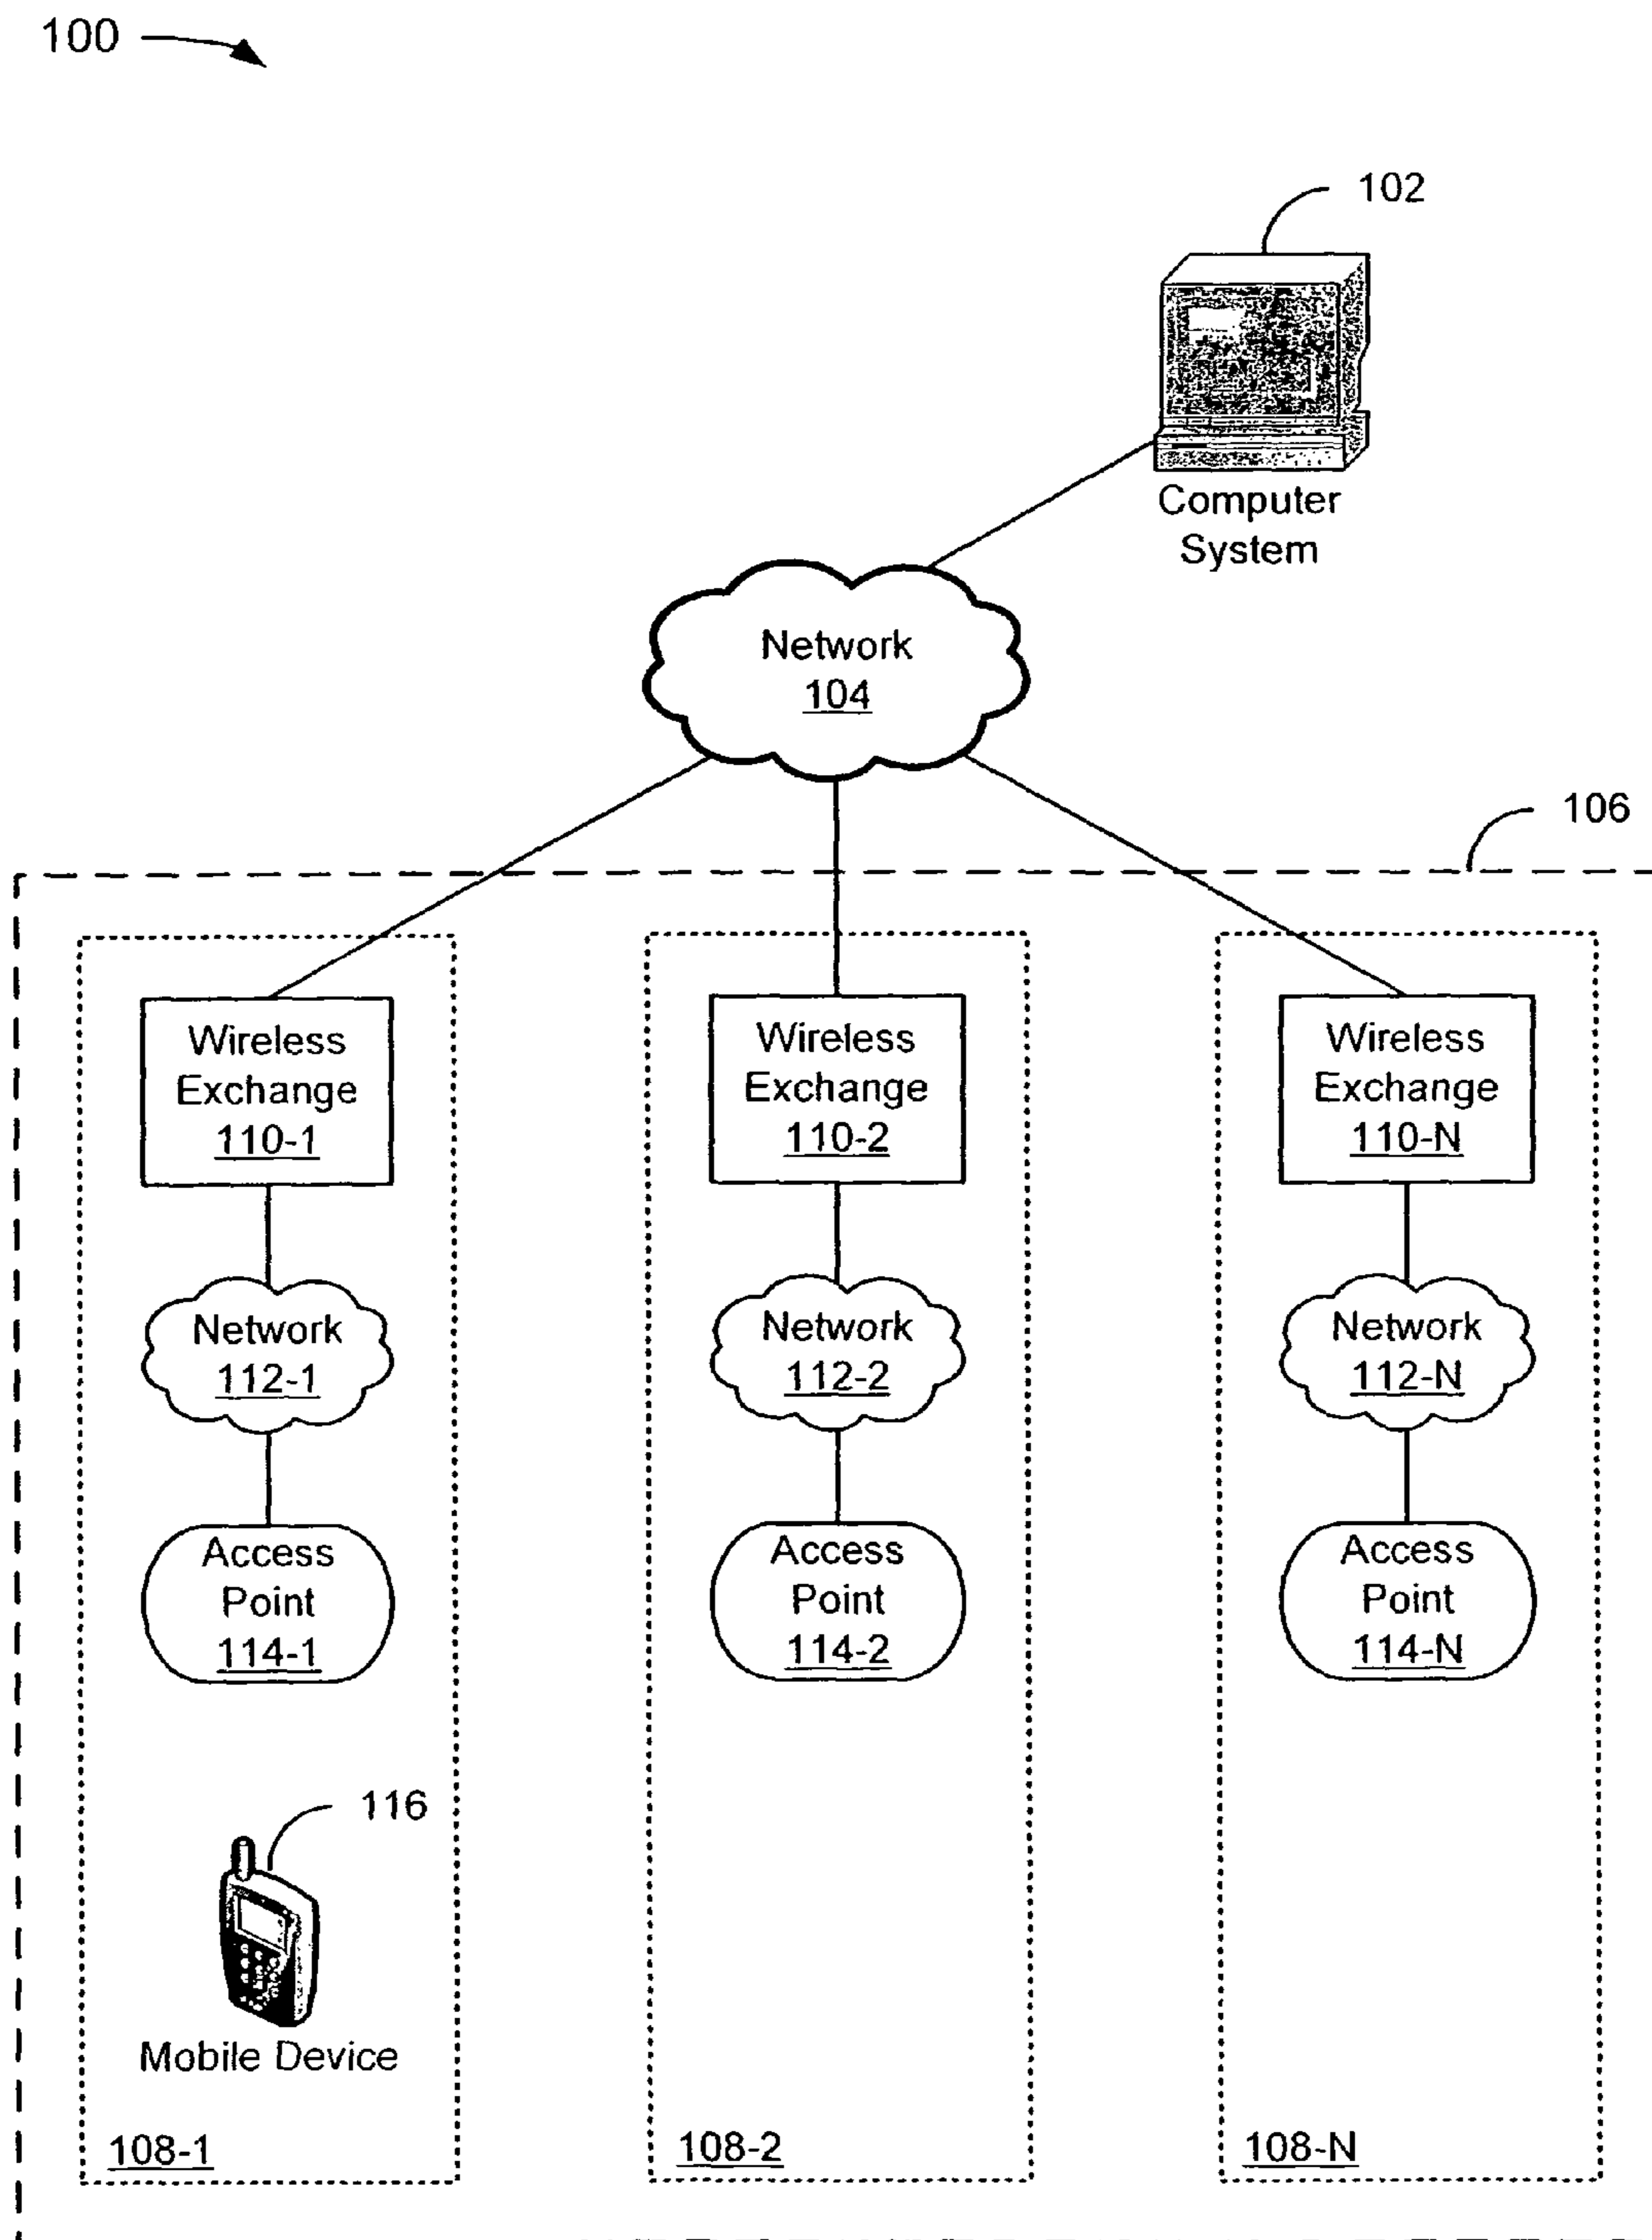 100
102
Computer
System
Network
104
106
Wireless
Exchange
110-1
Wireless
Exchange
110-2
Wireless
Exchange
110-N
Network
112-1
Network
112-2
Network
112-N
Access
Point
114-1
Access
Point
114-2
Access
Point
114-N
116
Mobile Device
108-1
108-2
108-N